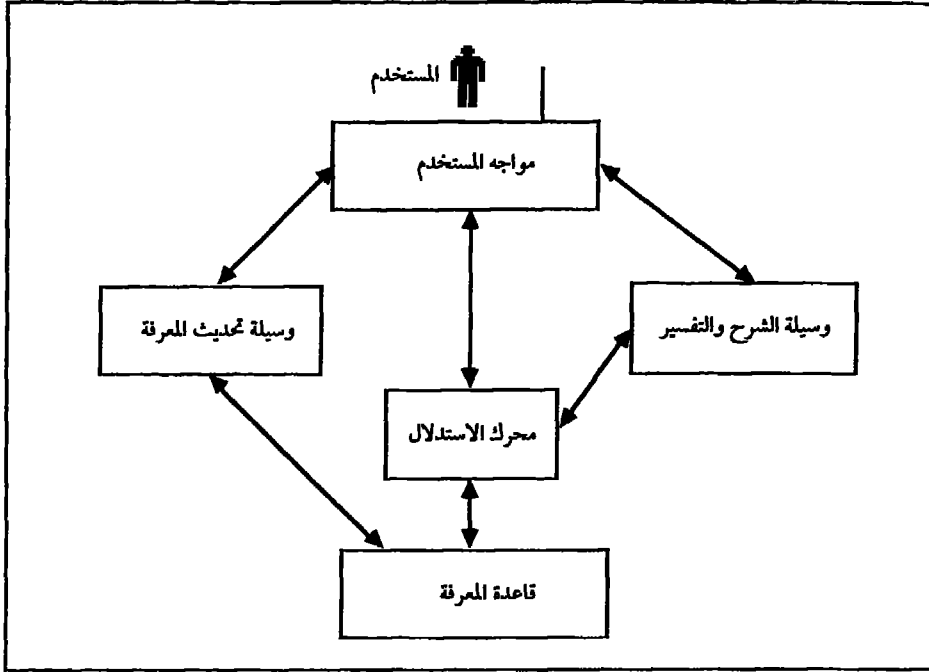 المستخدم
مواجه المستخدم
وسيلة الشرح والتفسير
وسيلة تحديث المعرفة
محرك الاستدلال
قاعدة المعرفة